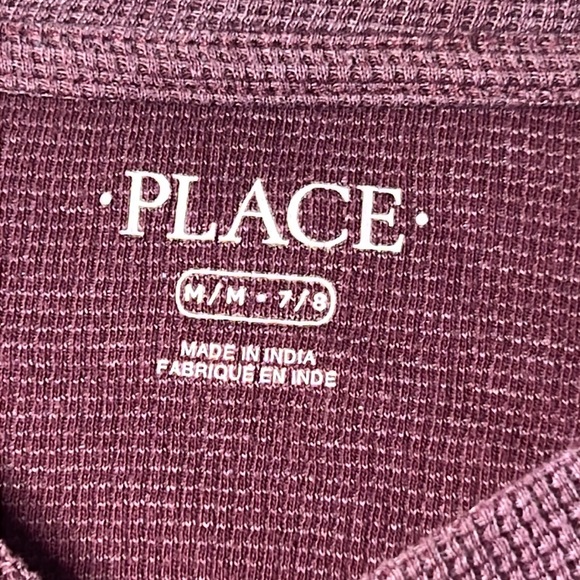 ·PLACE·
M/M • 7/8
MADE IN INDIA
FABRIQUE EN INDE